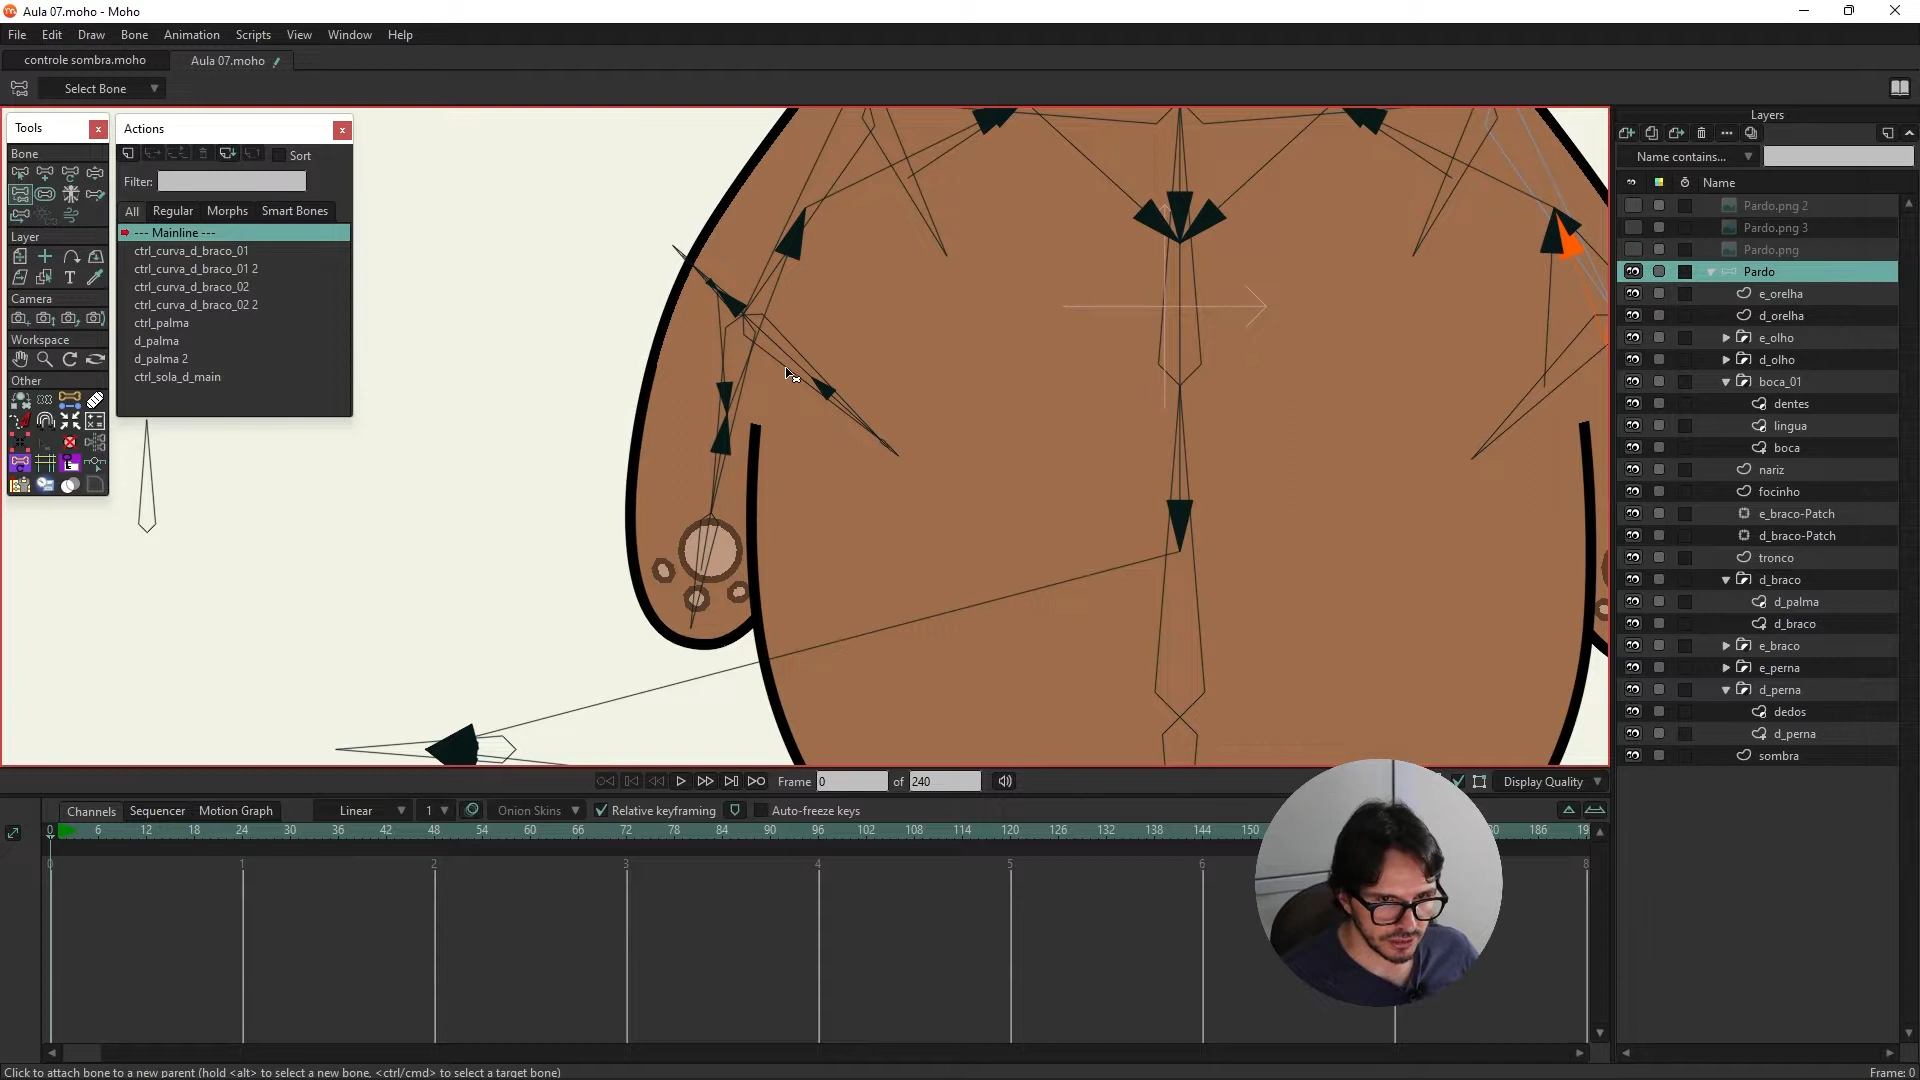 Aula 07.moho - Moho
File Edit Draw Bone Animation Scripts View Window Help
controle sombra.moho Aula 07.moho
Select Bone
Tools
Bone
Layer
T
Camera
Workspace
Other
Actions
Sort
Filter:
All Regular Morphs Smart Bones
--- Mainline ---
ctrl_curva_d_braco_01
ctrl_curva_d_braco_01 2
ctrl_curva_d_braco_02
ctrl_curva_d_braco_02 2
ctrl_palma
d_palma
d_palma 2
ctrl_sola_d_main
Layers
Name contains...
Name
Pardo.png 2
Pardo.png 3
Pardo.png
Pardo
e_orelha
d_orelha
e_olho
d_olho
boca_01
dentes
lingua
boca
nariz
focinho
e_braco-Patch
d_braco-Patch
tronco
d_braco
d_palma
d_braco
e_braco
e_perna
d_perna
dedos
d_perna
sombra
Frame 0 of 240
Display Quality
Channels Sequencer Motion Graph Linear 1 Onion Skins Relative keyframing Auto-freeze keys
0 6 12 18 24 30 36 42 48 54 60 66 72 78 84 90 96 102 108 114 120 126 132 138 144 150 186
0 1 2 3 4 5 6 8
Click to attach bone to a new parent (hold <alt> to select a new bone, <ctrl/cmd> to select a target bone)
Frame: 0